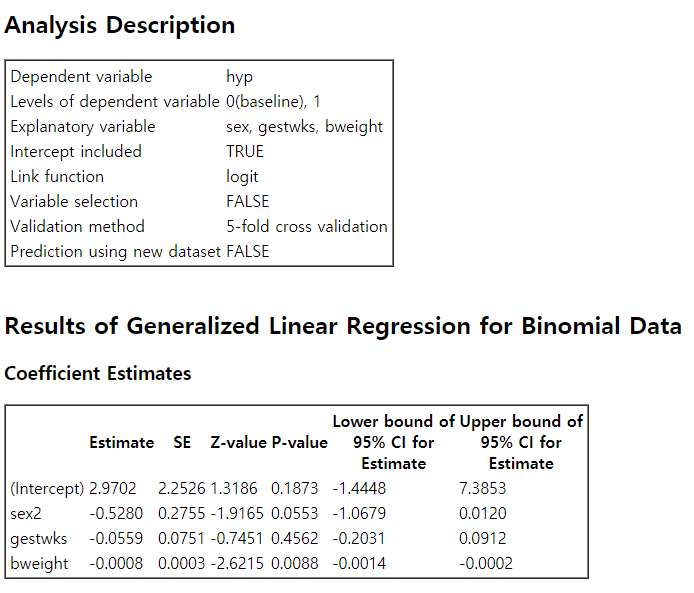 Analysis Description
Dependent variable hyp
Levels of dependent variable 0(baseline), 1
Explanatory variable sex, gestwks, bweight
Intercept included TRUE
Link function logit
Variable selection FALSE
Validation method 5-fold cross validation
Prediction using new dataset FALSE
Results of Generalized Linear Regression for Binomial Data
Coefficient Estimates
Estimate SE Z-value P-value Lower bound of 95% CI for Estimate Upper bound of 95% CI for Estimate
(Intercept) 2.9702 2.2526 1.3186 0.1873 -1.4448 7.3853
sex2 -0.5280 0.2755 -1.9165 0.0553 -1.0679 0.0120
gestwks -0.0559 0.0751 -0.7451 0.4562 -0.2031 0.0912
bweight -0.0008 0.0003 -2.6215 0.0088 -0.0014 -0.0002